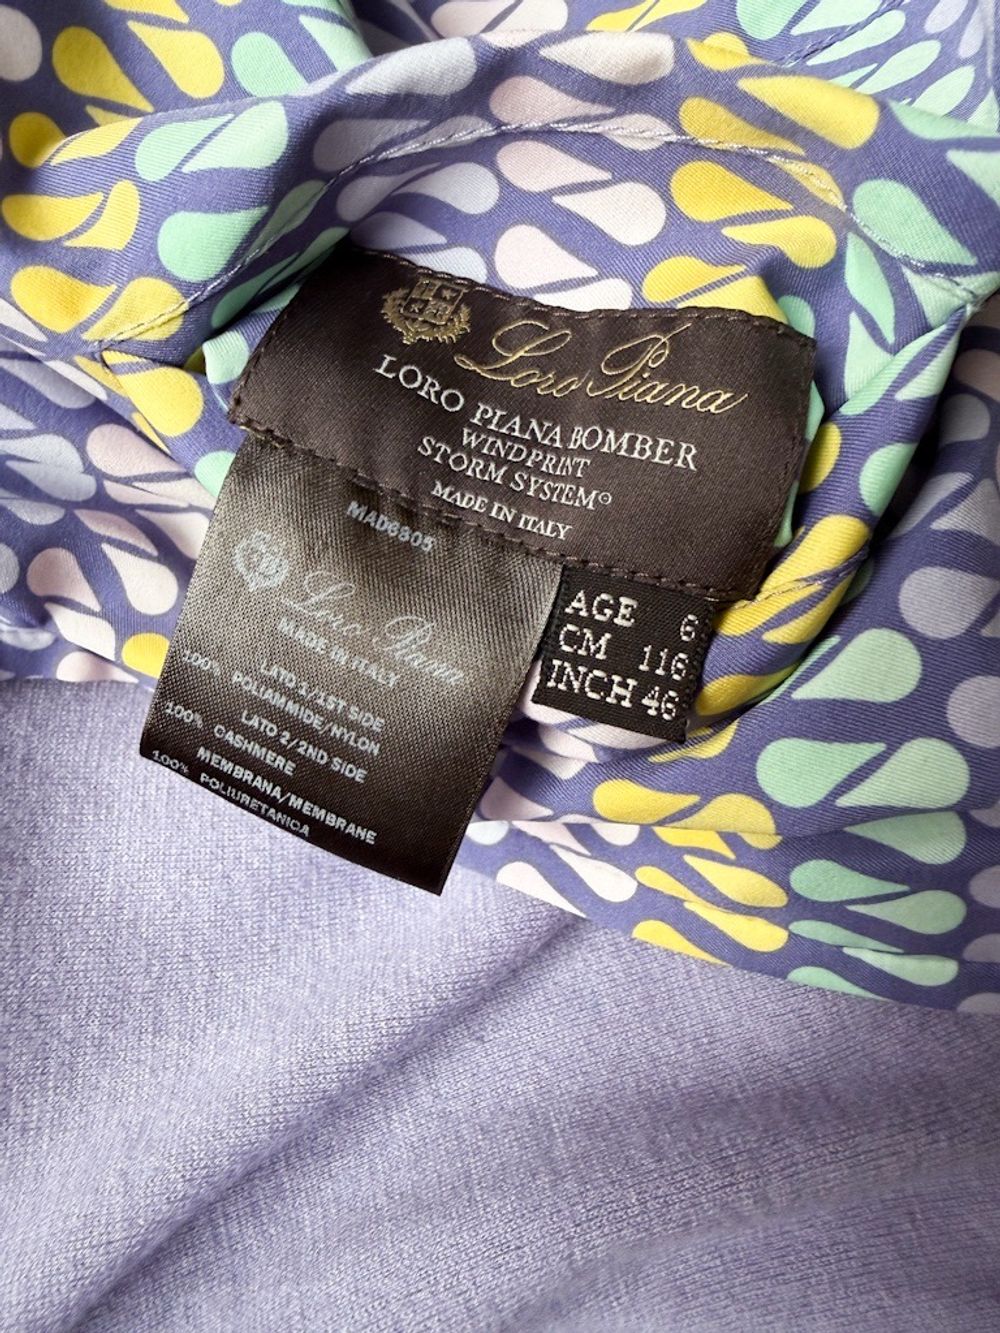 Loro Piana
LORO PIANA BOMBER
WINDPRINT
STORM SYSTEM®
MADE IN ITALY
MAD6305
Loro Piana
MADE IN ITALY
LATO 1/1ST SIDE
100% POLIAMMIDE/NYLON
LATO 2/2ND SIDE
100% CASHMERE
MEMBRANA/MEMBRANE
100% POLIURETANICA
AGE 6
CM 116
INCH 46